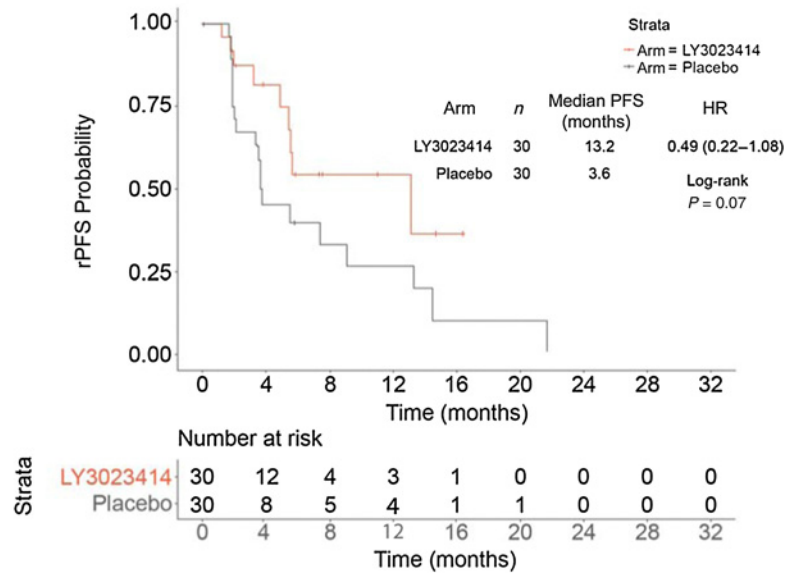 Strata
Arm = LY3023414
Arm = Placebo
Arm n Median PFS (months) HR
LY3023414 30 13.2 0.49 (0.22–1.08)
Placebo 30 3.6 Log-rank
P = 0.07
rPFS Probability
1.00
0.75
0.50
0.25
0.00
0 4 8 12 16 20 24 28 32
Time (months)
Number at risk
Strata
LY3023414 30 12 4 3 1 0 0 0 0
Placebo 30 8 5 4 1 1 0 0 0
0 4 8 12 16 20 24 28 32
Time (months)